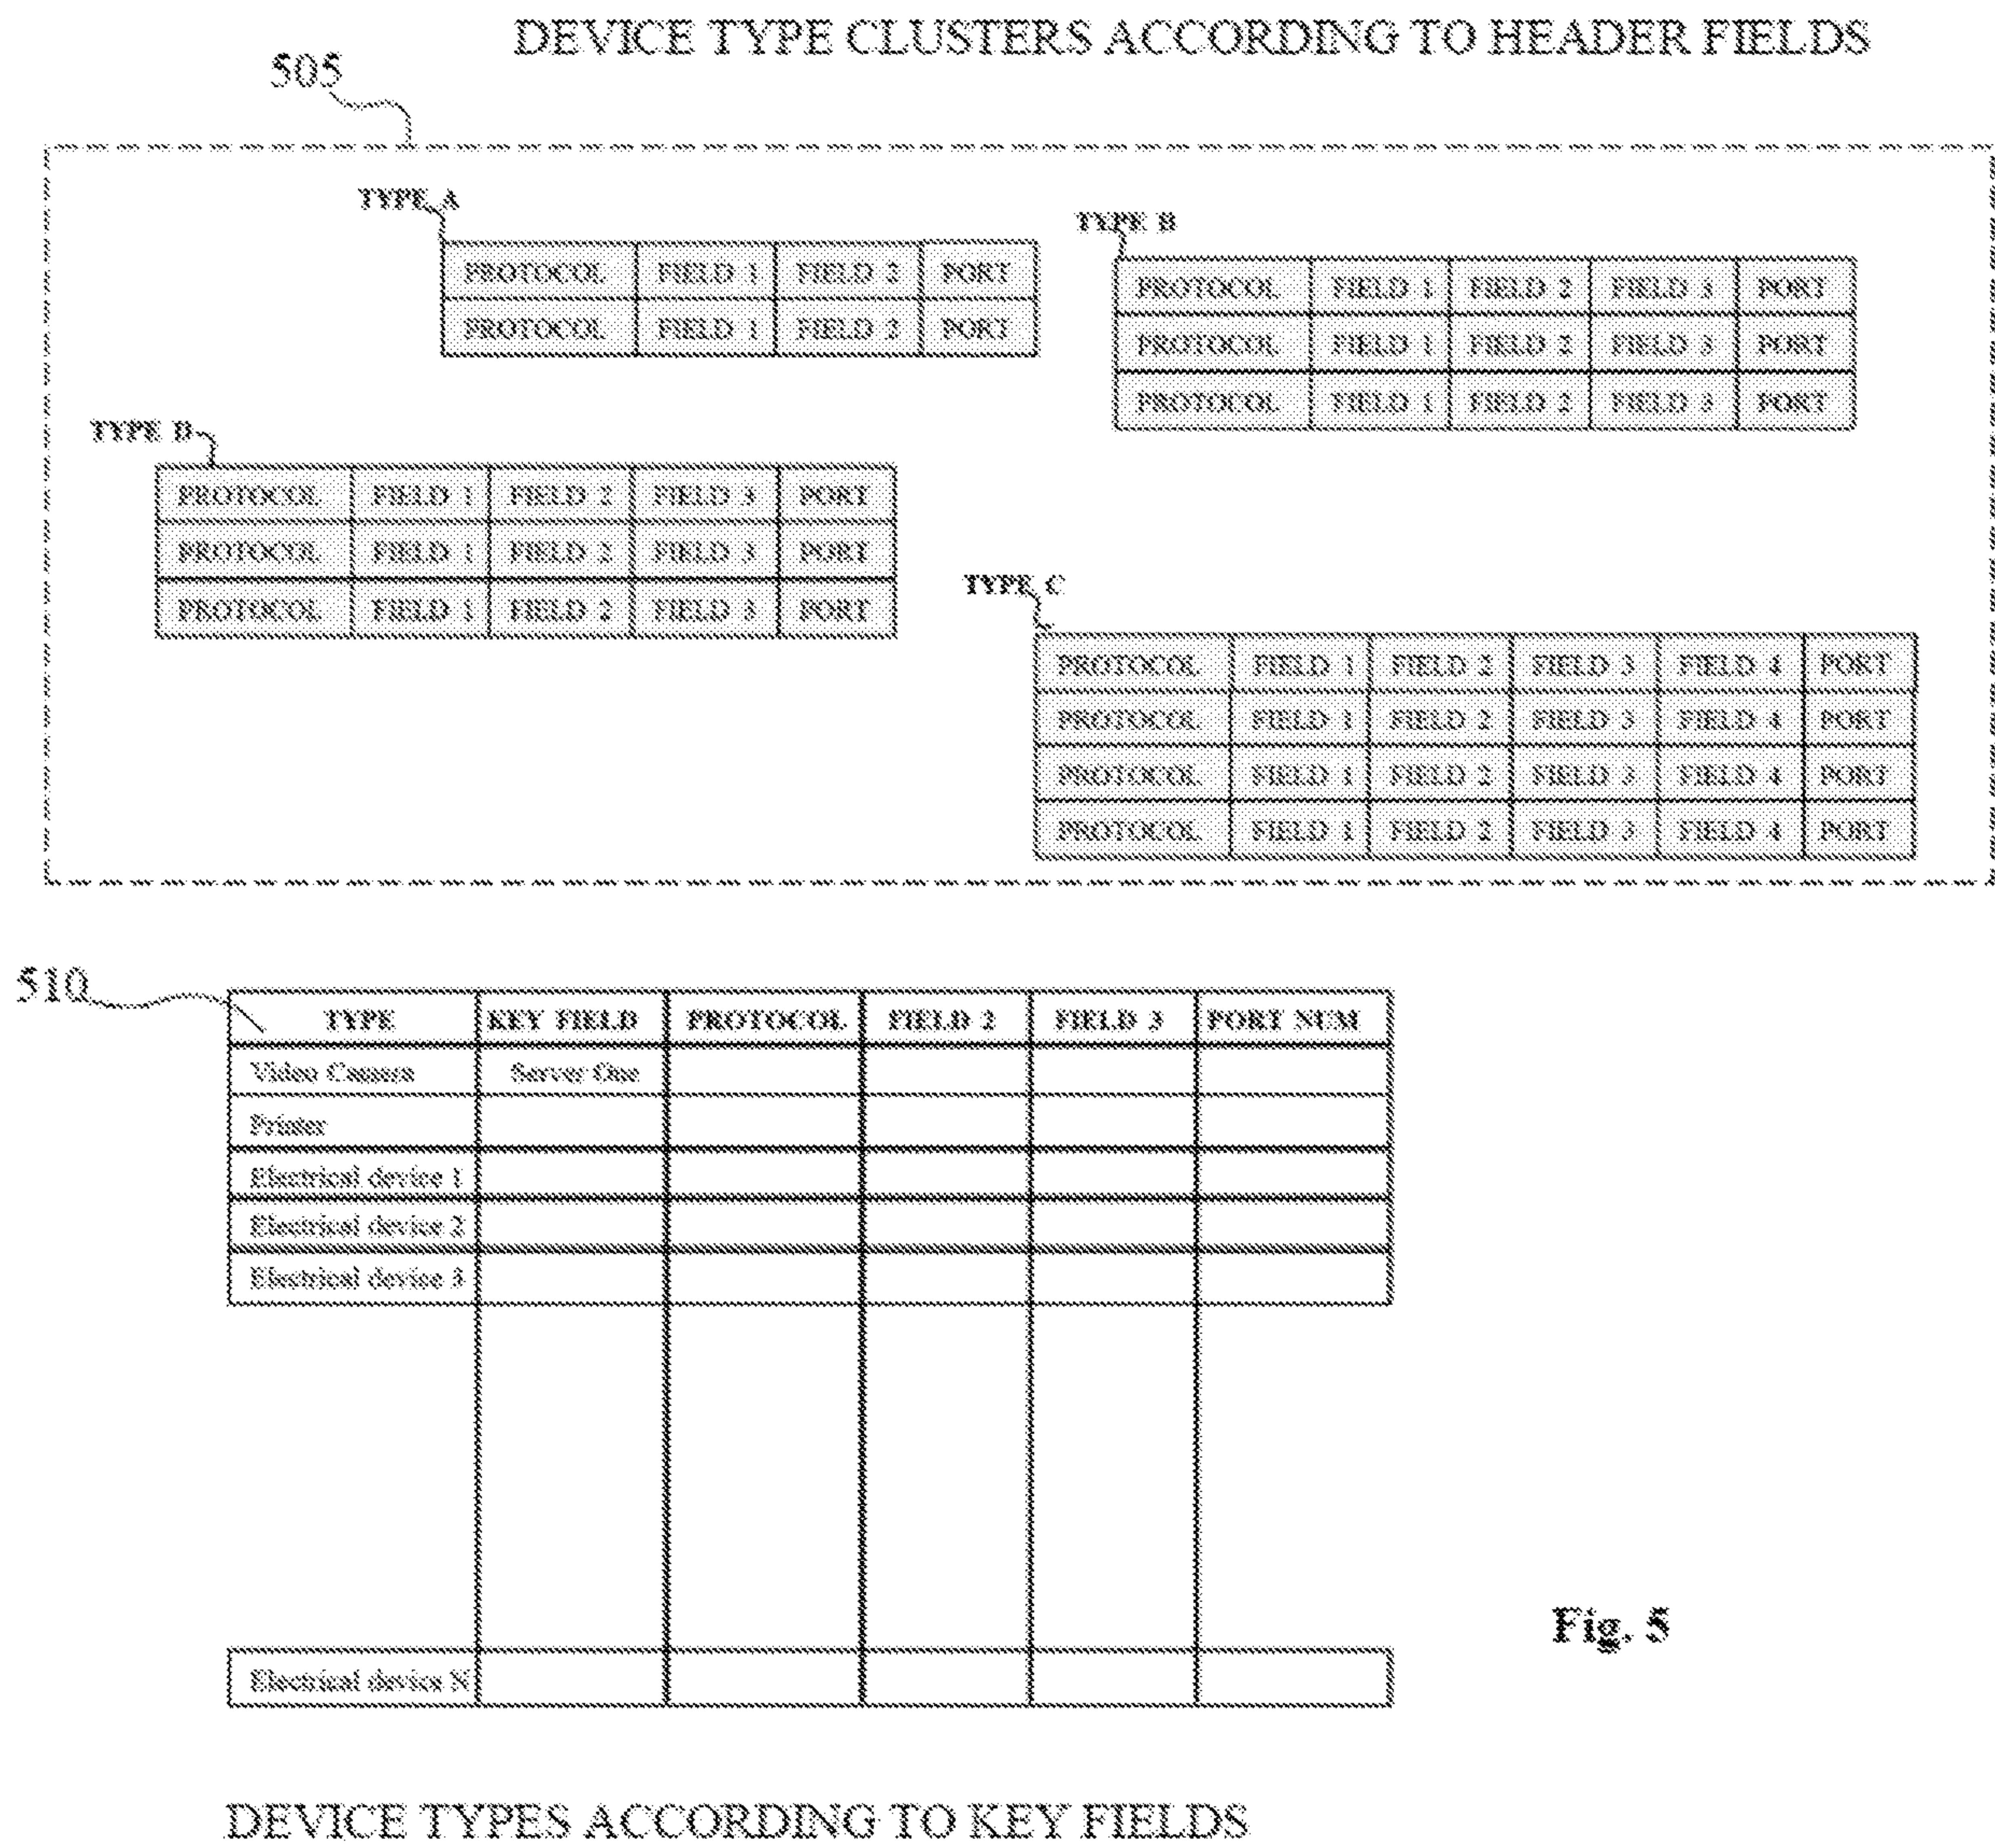 DEVICE TYPE CLUSTERS ACCORDING TO HEADER FIELDS
505
TYPE A
PROTOCOL FIELD 1 FIELD 2 PORT
PROTOCOL FIELD 1 FIELD 2 PORT
TYPE B
PROTOCOL FIELD 1 FIELD 2 FIELD 3 PORT
PROTOCOL FIELD 1 FIELD 2 FIELD 3 PORT
PROTOCOL FIELD 1 FIELD 2 FIELD 3 PORT
TYPE D
PROTOCOL FIELD 1 FIELD 2 FIELD 3 PORT
PROTOCOL FIELD 1 FIELD 2 FIELD 3 PORT
PROTOCOL FIELD 1 FIELD 2 FIELD 3 PORT
TYPE C
PROTOCOL FIELD 1 FIELD 2 FIELD 3 FIELD 4 PORT
PROTOCOL FIELD 1 FIELD 2 FIELD 3 FIELD 4 PORT
PROTOCOL FIELD 1 FIELD 2 FIELD 3 FIELD 4 PORT
PROTOCOL FIELD 1 FIELD 2 FIELD 3 FIELD 4 PORT
510
TYPE KEY FIELD PROTOCOL FIELD 2 FIELD 3 PORT NUM
Video Camera Server One
Printer
Electrical device 1
Electrical device 2
Electrical device 3
Electrical device N
Fig. 5
DEVICE TYPES ACCORDING TO KEY FIELDS